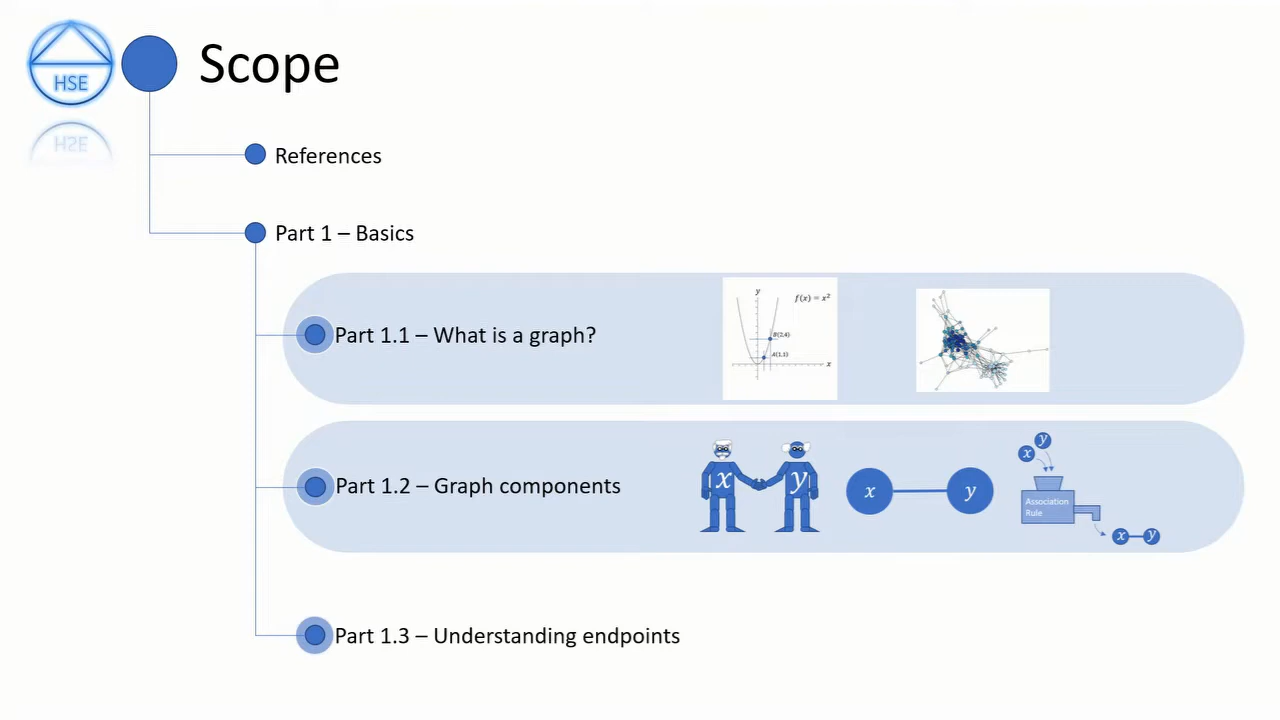 HSE
Scope
References
Part 1 – Basics
Part 1.1 – What is a graph?
y
f(x) = x²
B(2,4)
A(1,1)
x
Part 1.2 – Graph components
x
y
x
y
x
y
Association
Rule
x
y
Part 1.3 – Understanding endpoints